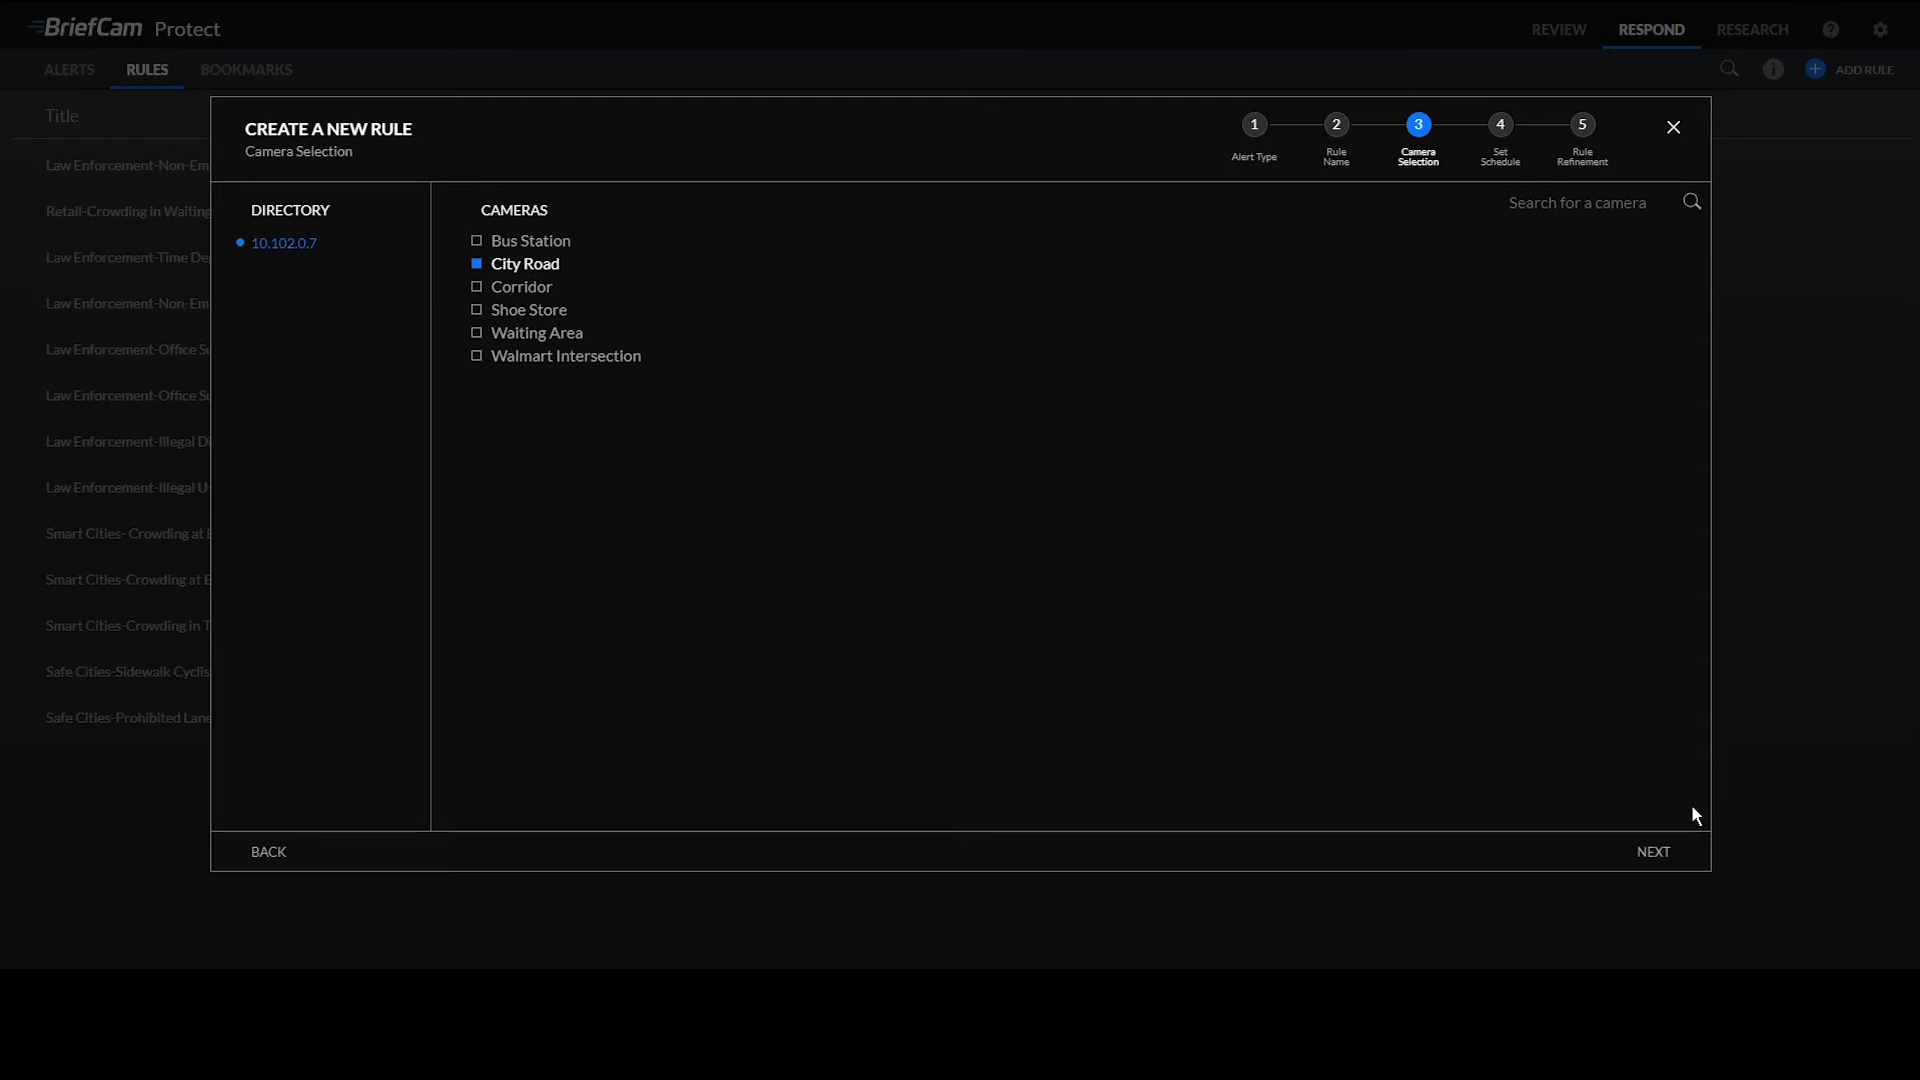 BriefCam Protect
REVIEW RESPOND RESEARCH ?
ALERTS RULES BOOKMARKS
i + ADD RULE
Title
CREATE A NEW RULE
Camera Selection
1 2 3 4 5
Alert Type
Rule Name
Camera Selection
Set Schedule
Rule Refinement
DIRECTORY
10.102.0.7
CAMERAS
Search for a camera
Bus Station
City Road
Corridor
Shoe Store
Waiting Area
Walmart Intersection
Law Enforcement-Non-Em
Retail-Crowding in Waiting
Law Enforcement-Time De
Law Enforcement-Non-Em
Law Enforcement-Office S
Law Enforcement-Office S
Law Enforcement-Illegal D
Law Enforcement-Illegal U
Smart Cities- Crowding at
Smart Cities-Crowding at
Smart Cities-Crowding in T
Safe Cities-Sidewalk Cyclis
Safe Cities-Prohibited Lane
BACK
NEXT